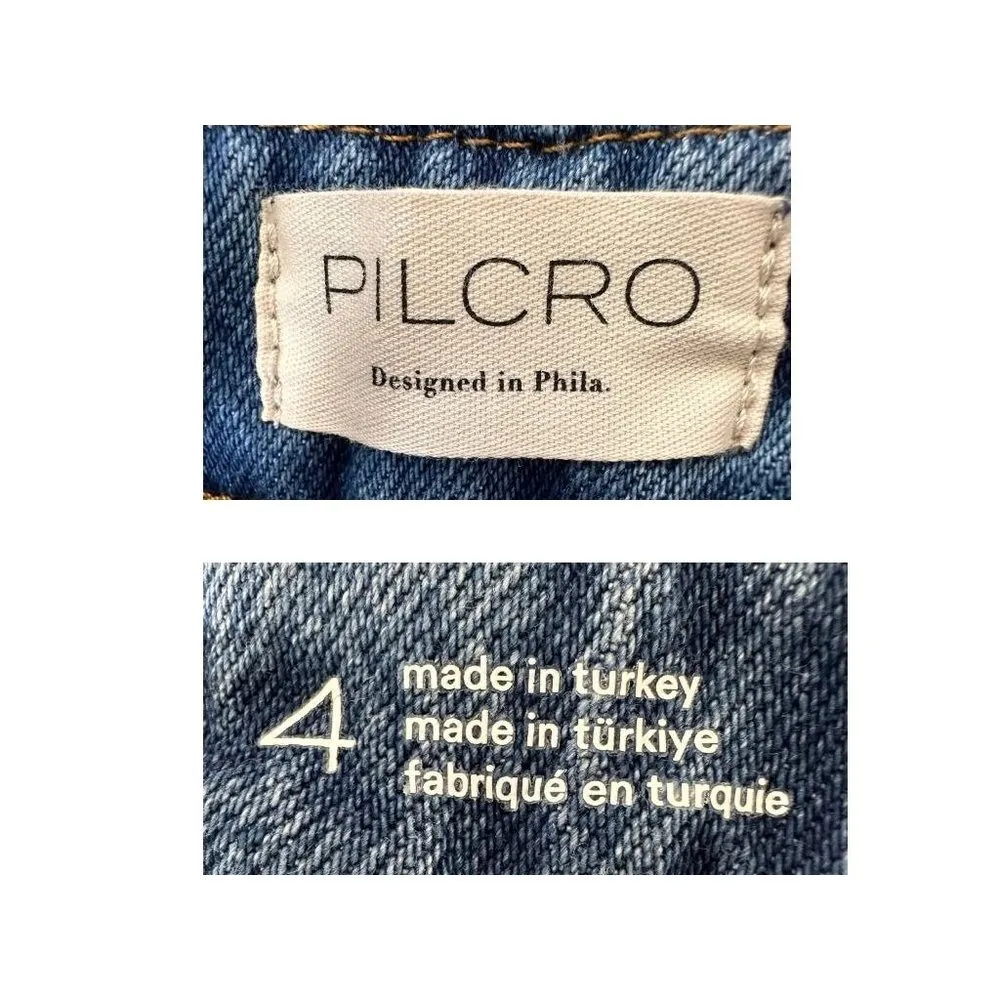 PILCRO
Designed in Phila.
4
made in turkey
made in türkiye
fabriqué en turquie